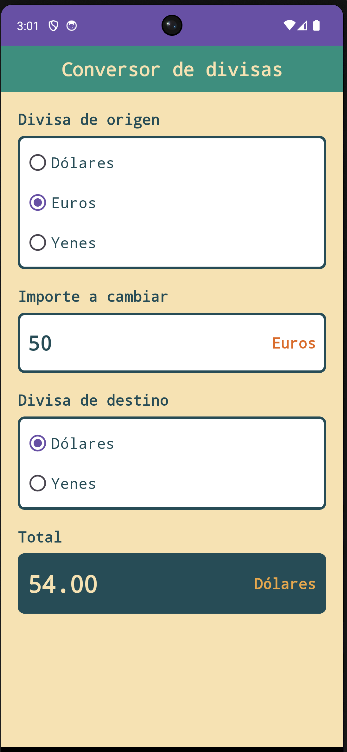 3:01
Conversor de divisas
Divisa de origen
Dólares
Euros
Yenes
Importe a cambiar
50 Euros
Divisa de destino
Dólares
Yenes
Total
54.00 Dólares